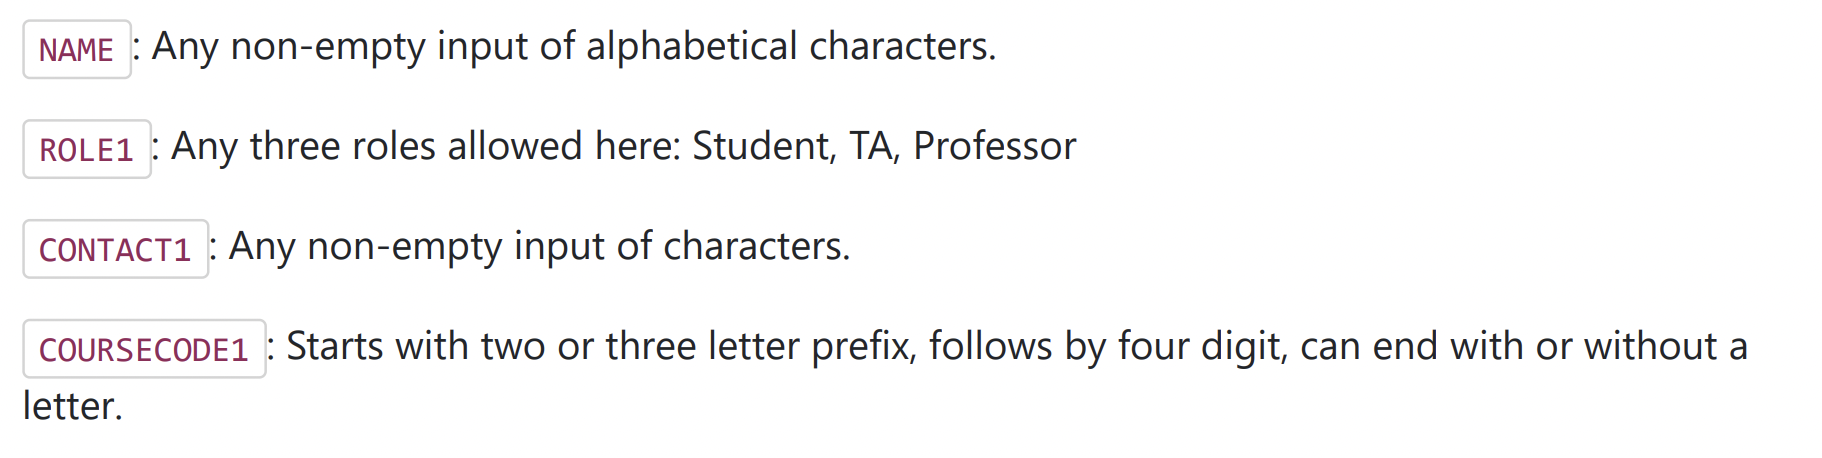 NAME : Any non-empty input of alphabetical characters.
ROLE1 : Any three roles allowed here: Student, TA, Professor
CONTACT1 : Any non-empty input of characters.
COURSECODE1 : Starts with two or three letter prefix, follows by four digit, can end with or without a
letter.